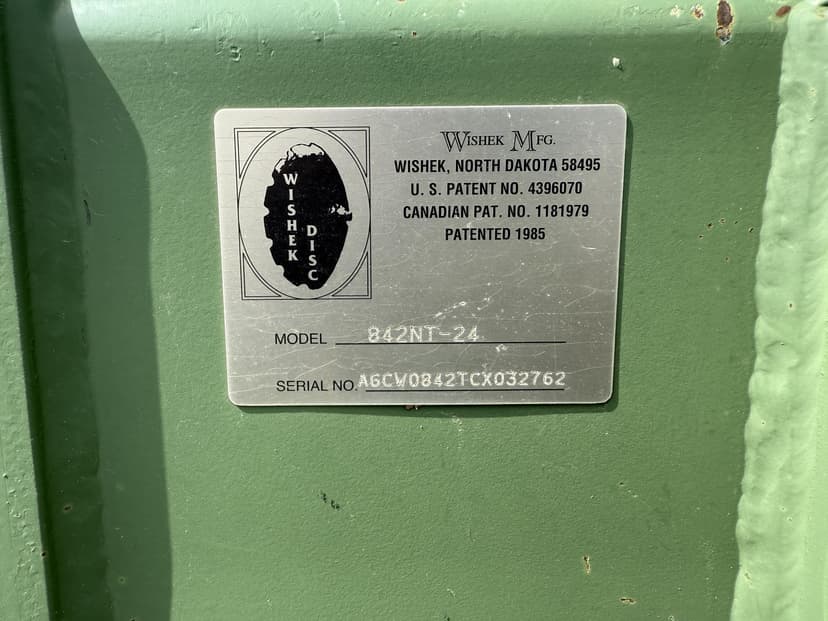 WISHEK
DISC
WISHEK MFG.
WISHEK, NORTH DAKOTA 58495
U. S. PATENT NO. 4396070
CANADIAN PAT. NO. 1181979
PATENTED 1985
MODEL 842NT-24
SERIAL NO. A6CW0842TCX032762